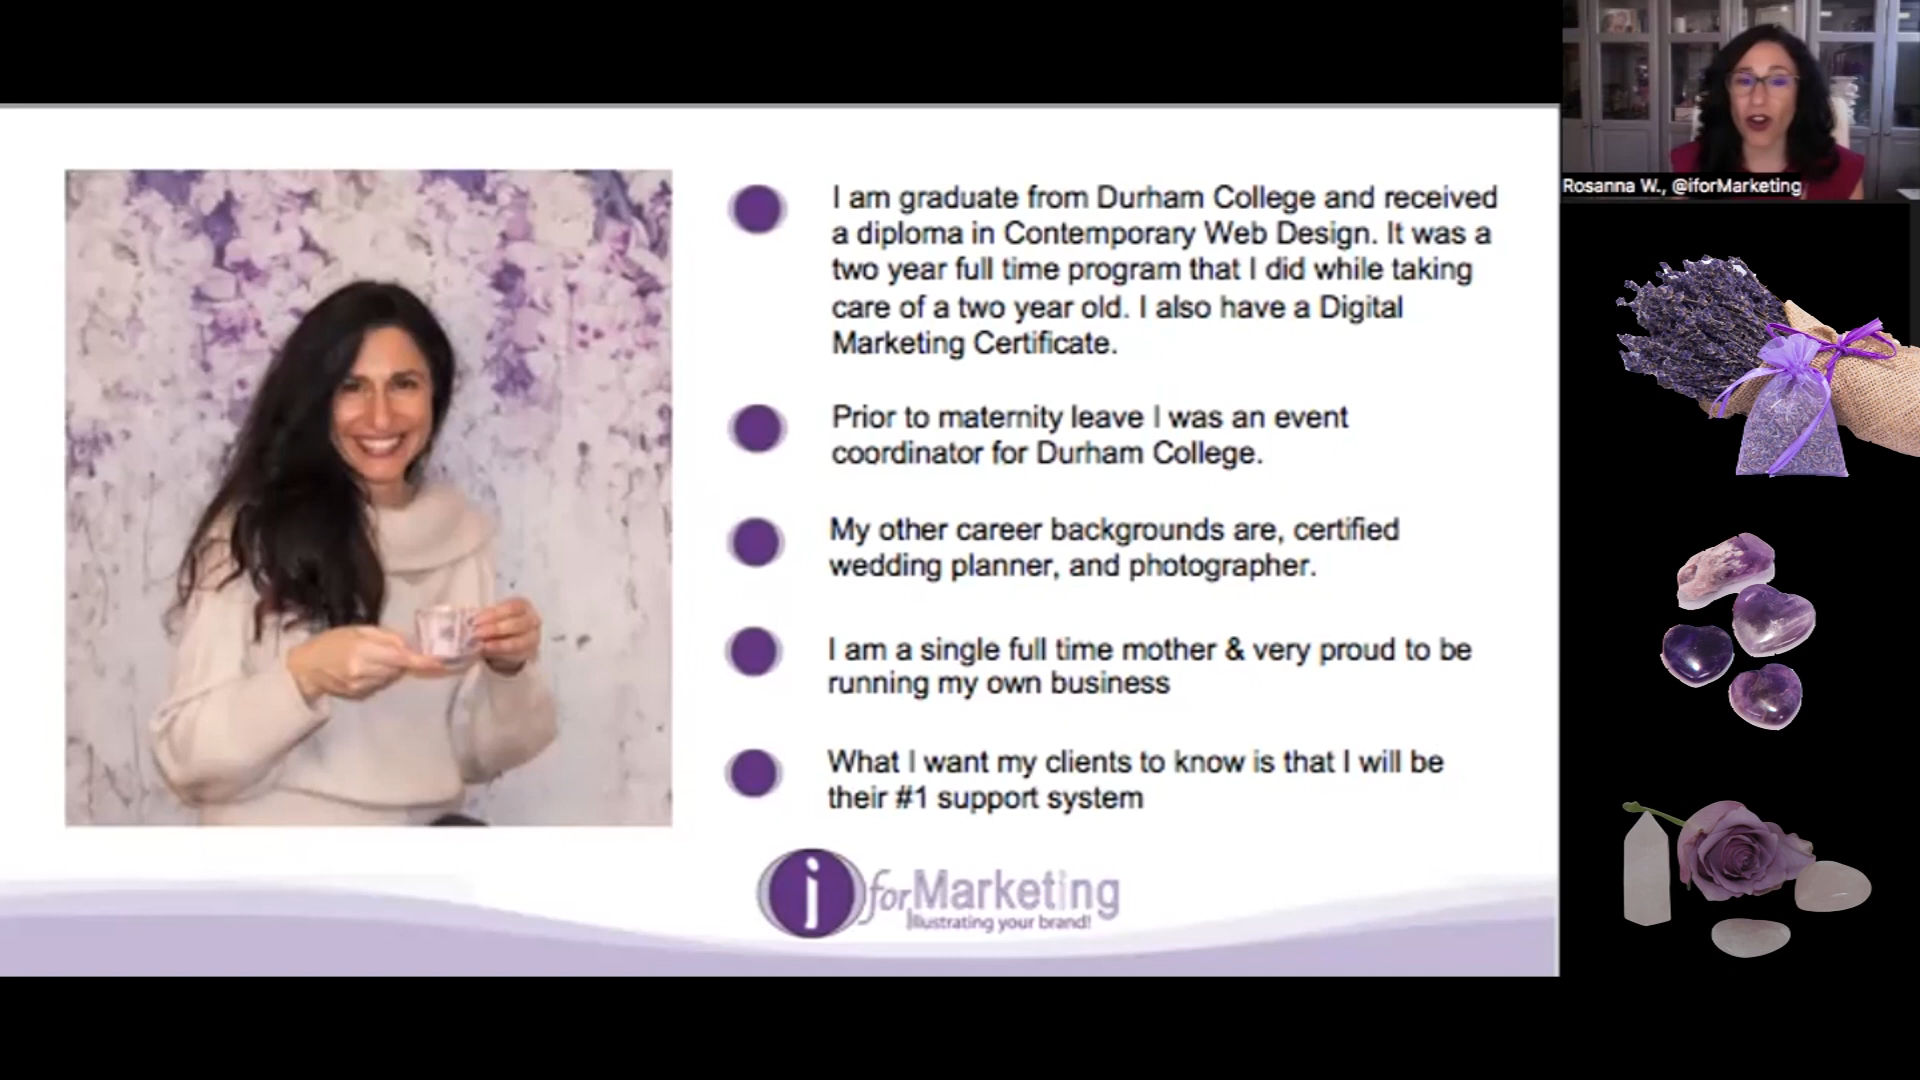 I am graduate from Durham College and received
a diploma in Contemporary Web Design. It was a
two year full time program that I did while taking
care of a two year old. I also have a Digital
Marketing Certificate.
Prior to maternity leave I was an event
coordinator for Durham College.
My other career backgrounds are, certified
wedding planner, and photographer.
I am a single full time mother & very proud to be
running my own business
What I want my clients to know is that I will be
their #1 support system
i forMarketing
Illustrating your brand!
Rosanna W., @iforMarketing